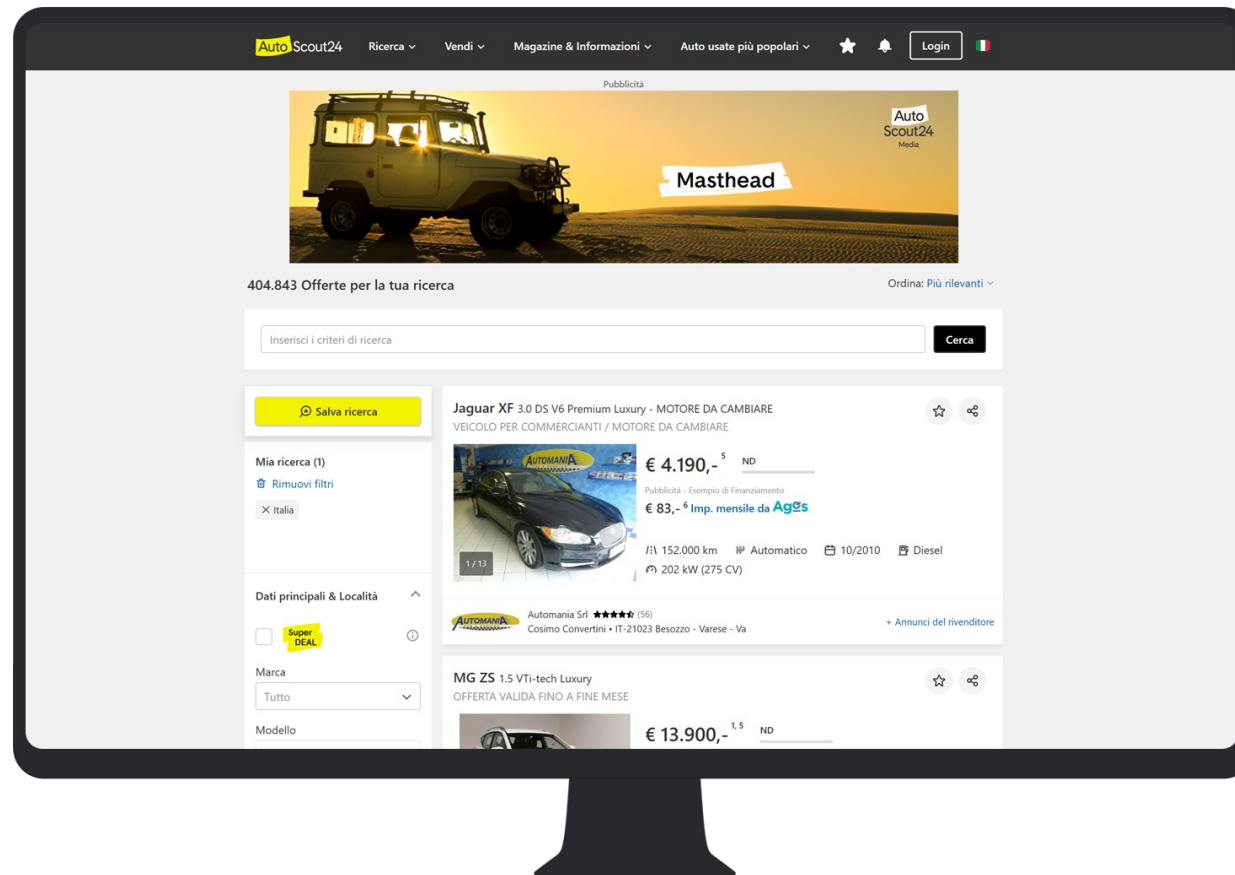 AutoScout24 Ricerca Vendi Magazine & Informazioni Auto usate più popolari Login
Pubblicità
Auto
Scout24
Media
Masthead
404.843 Offerte per la tua ricerca
Ordina: Più rilevanti
Inserisci i criteri di ricerca
Cerca
Salva ricerca
Mia ricerca (1)
Rimuovi filtri
Italia
Dati principali & Località
Super
DEAL
Marca
Tutto
Modello
Jaguar XF 3.0 DS V6 Premium Luxury - MOTORE DA CAMBIARE
VEICOLO PER COMMERCIANTI / MOTORE DA CAMBIARE
AUTOMANIA
1 / 13
€ 4.190,- 5 ND
Pubblicità - Esempio di Finanziamento
€ 83,- 6 Imp. mensile da Agos
152.000 km Automatico 10/2010 Diesel
202 kW (275 CV)
AUTOMANIA
Automania Srl (56)
Cosimo Convertini • IT-21023 Besozzo - Varese - Va
+ Annunci del rivenditore
MG ZS 1.5 VTi-tech Luxury
OFFERTA VALIDA FINO A FINE MESE
€ 13.900,- 1, 5 ND